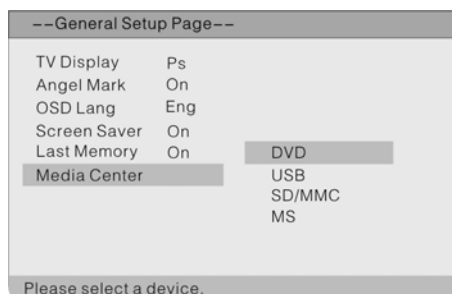 --General Setup Page--
TV Display Ps
Angel Mark On
OSD Lang Eng
Screen Saver On
Last Memory On
Media Center
DVD
USB
SD/MMC
MS
Please select a device.